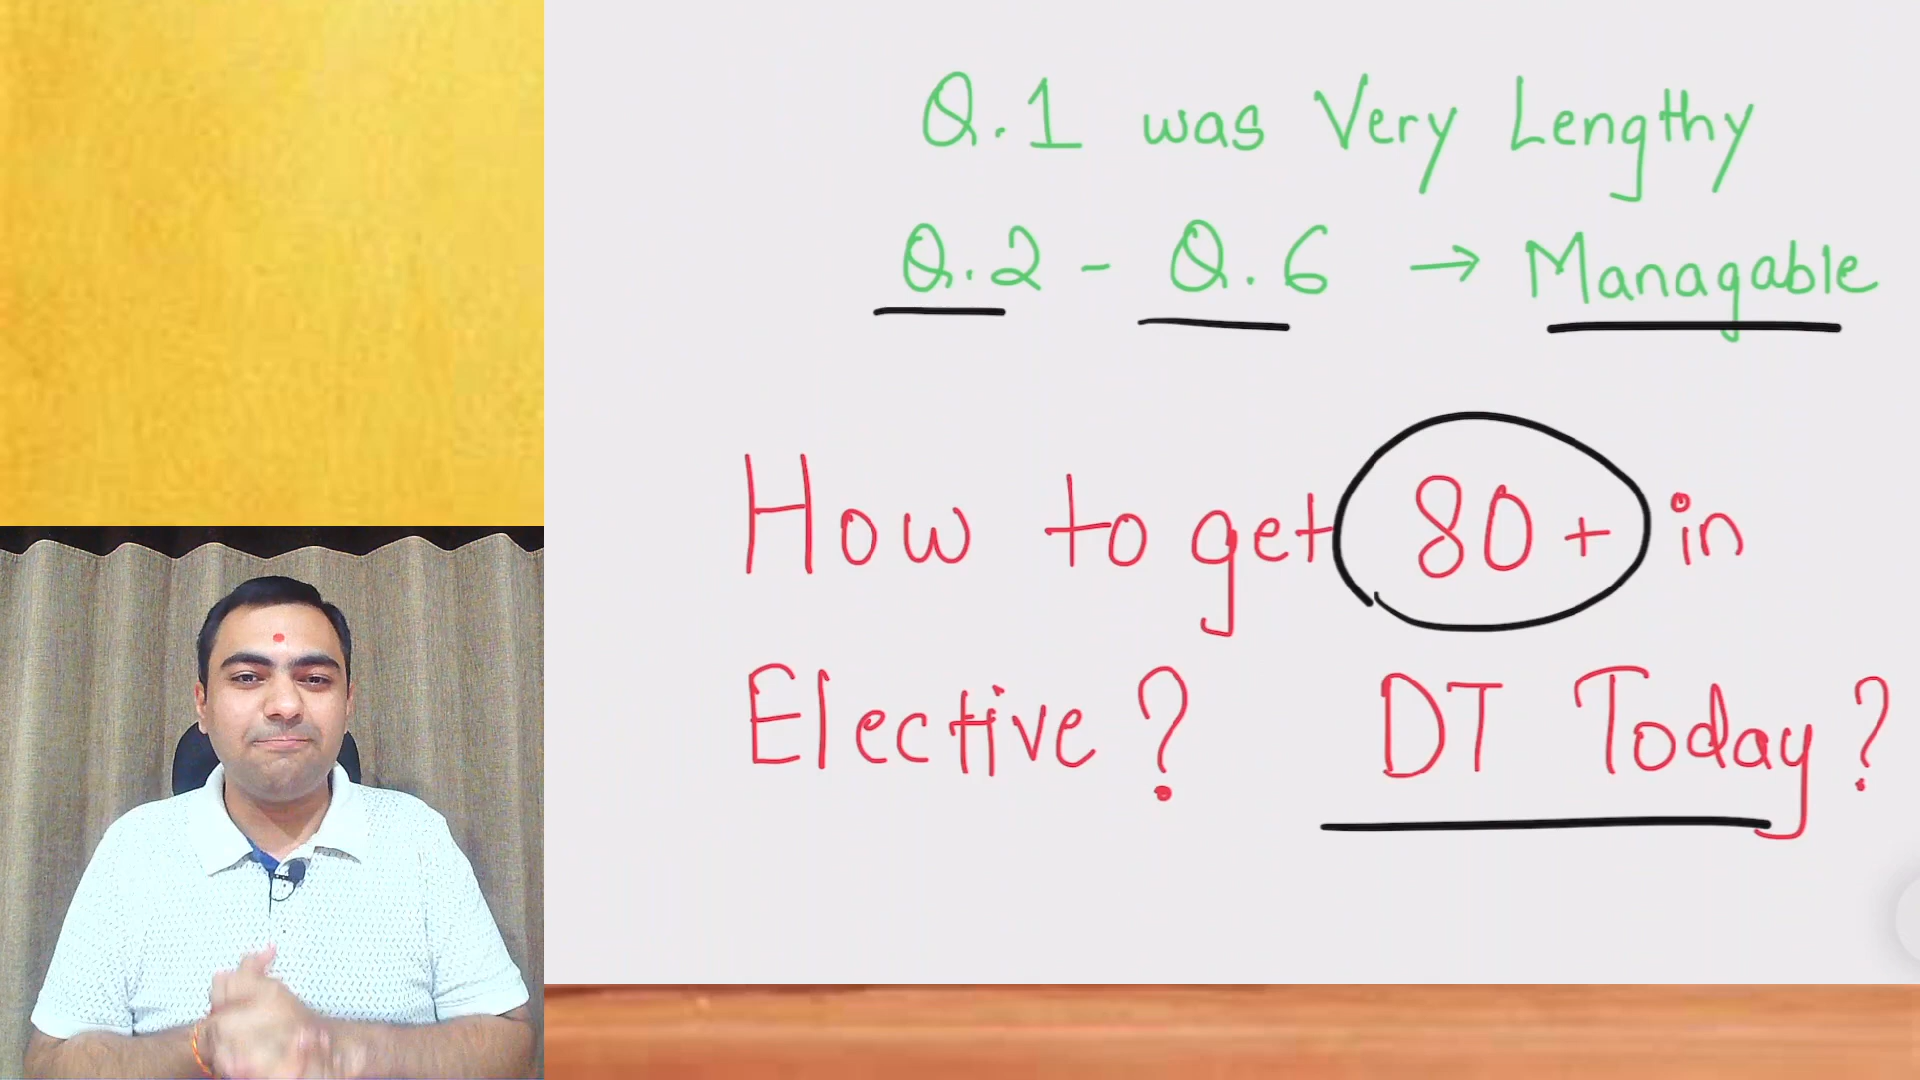 Q.1 was Very Lengthy
Q.2 - Q.6 → Managable
How to get 80+ in
Elective? DT Today?